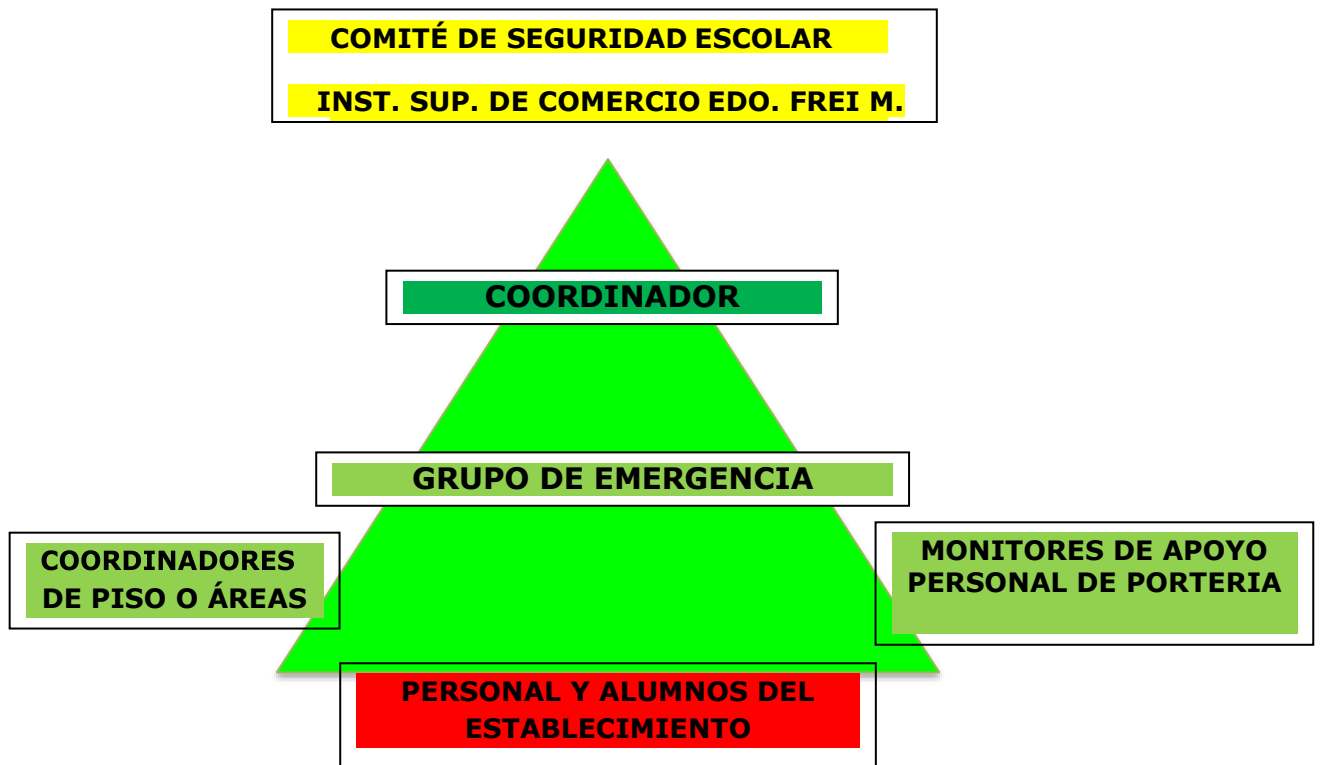 COMITÉ DE SEGURIDAD ESCOLAR
INST. SUP. DE COMERCIO EDO. FREI M.
COORDINADOR
GRUPO DE EMERGENCIA
COORDINADORES
DE PISO O ÁREAS
MONITORES DE APOYO
PERSONAL DE PORTERIA
PERSONAL Y ALUMNOS DEL
ESTABLECIMIENTO